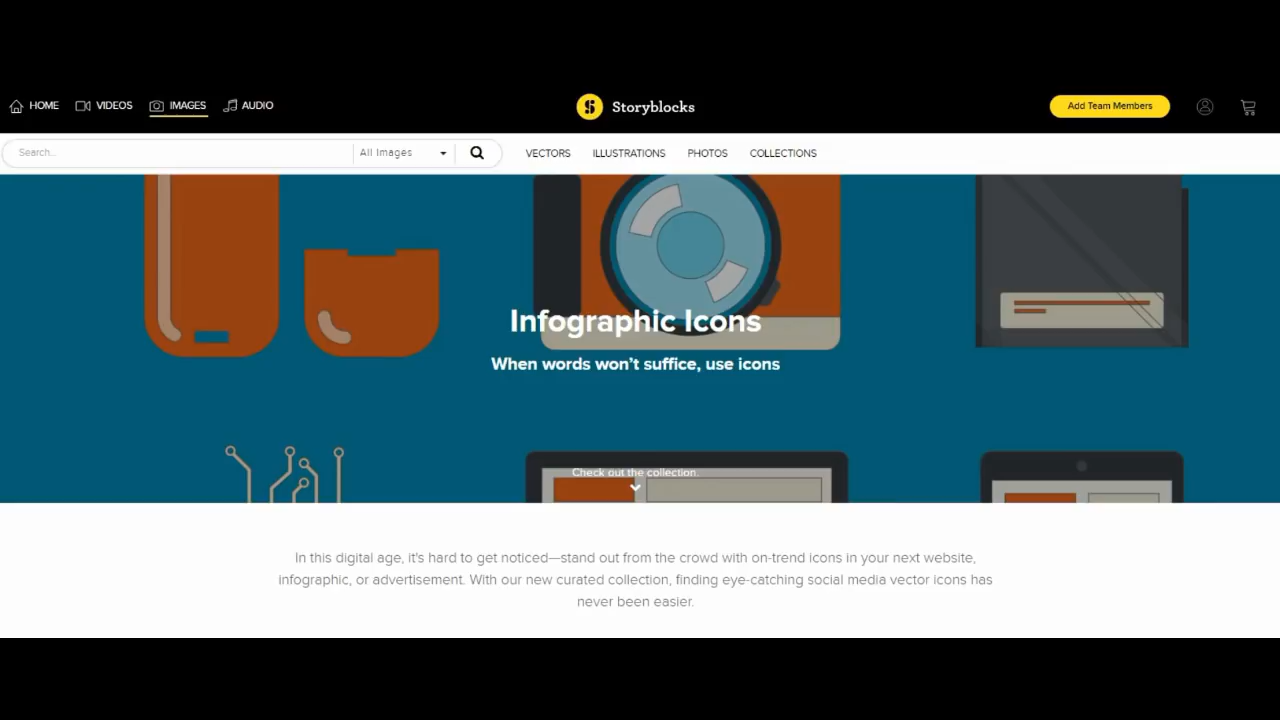 HOME VIDEOS IMAGES AUDIO Storyblocks Add Team Members
Search... All Images VECTORS ILLUSTRATIONS PHOTOS COLLECTIONS
Infographic Icons
When words won't suffice, use icons
Check out the collection.
In this digital age, it's hard to get noticed—stand out from the crowd with on-trend icons in your next website,
infographic, or advertisement. With our new curated collection, finding eye-catching social media vector icons has
never been easier.